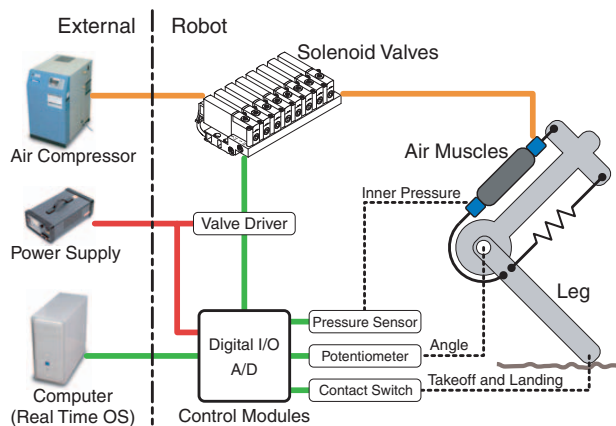 External
Robot
Solenoid Valves
Air Compressor
Air Muscles
Inner Pressure
Valve Driver
Power Supply
Leg
Pressure Sensor
Digital I/O
A/D
Angle
Potentiometer
Takeoff and Landing
Contact Switch
Computer
(Real Time OS)
Control Modules